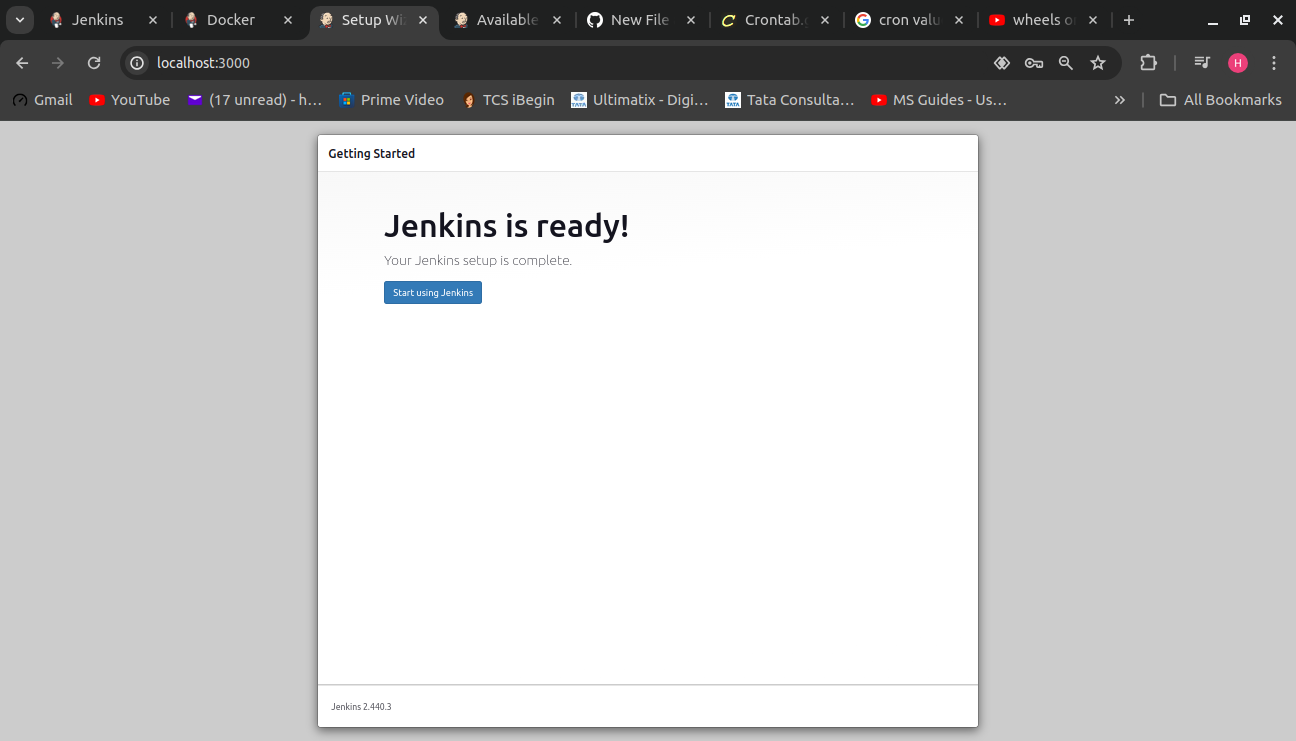 Jenkins
Docker
Setup Wi
Available
New File
Crontab.g
cron valu
wheels o
localhost:3000
H
Gmail
YouTube
(17 unread) - h...
Prime Video
TCS iBegin
Ultimatix - Digi...
TATA
Tata Consulta...
MS Guides - Us...
»
All Bookmarks
Getting Started
Jenkins is ready!
Your Jenkins setup is complete.
Start using Jenkins
Jenkins 2.440.3